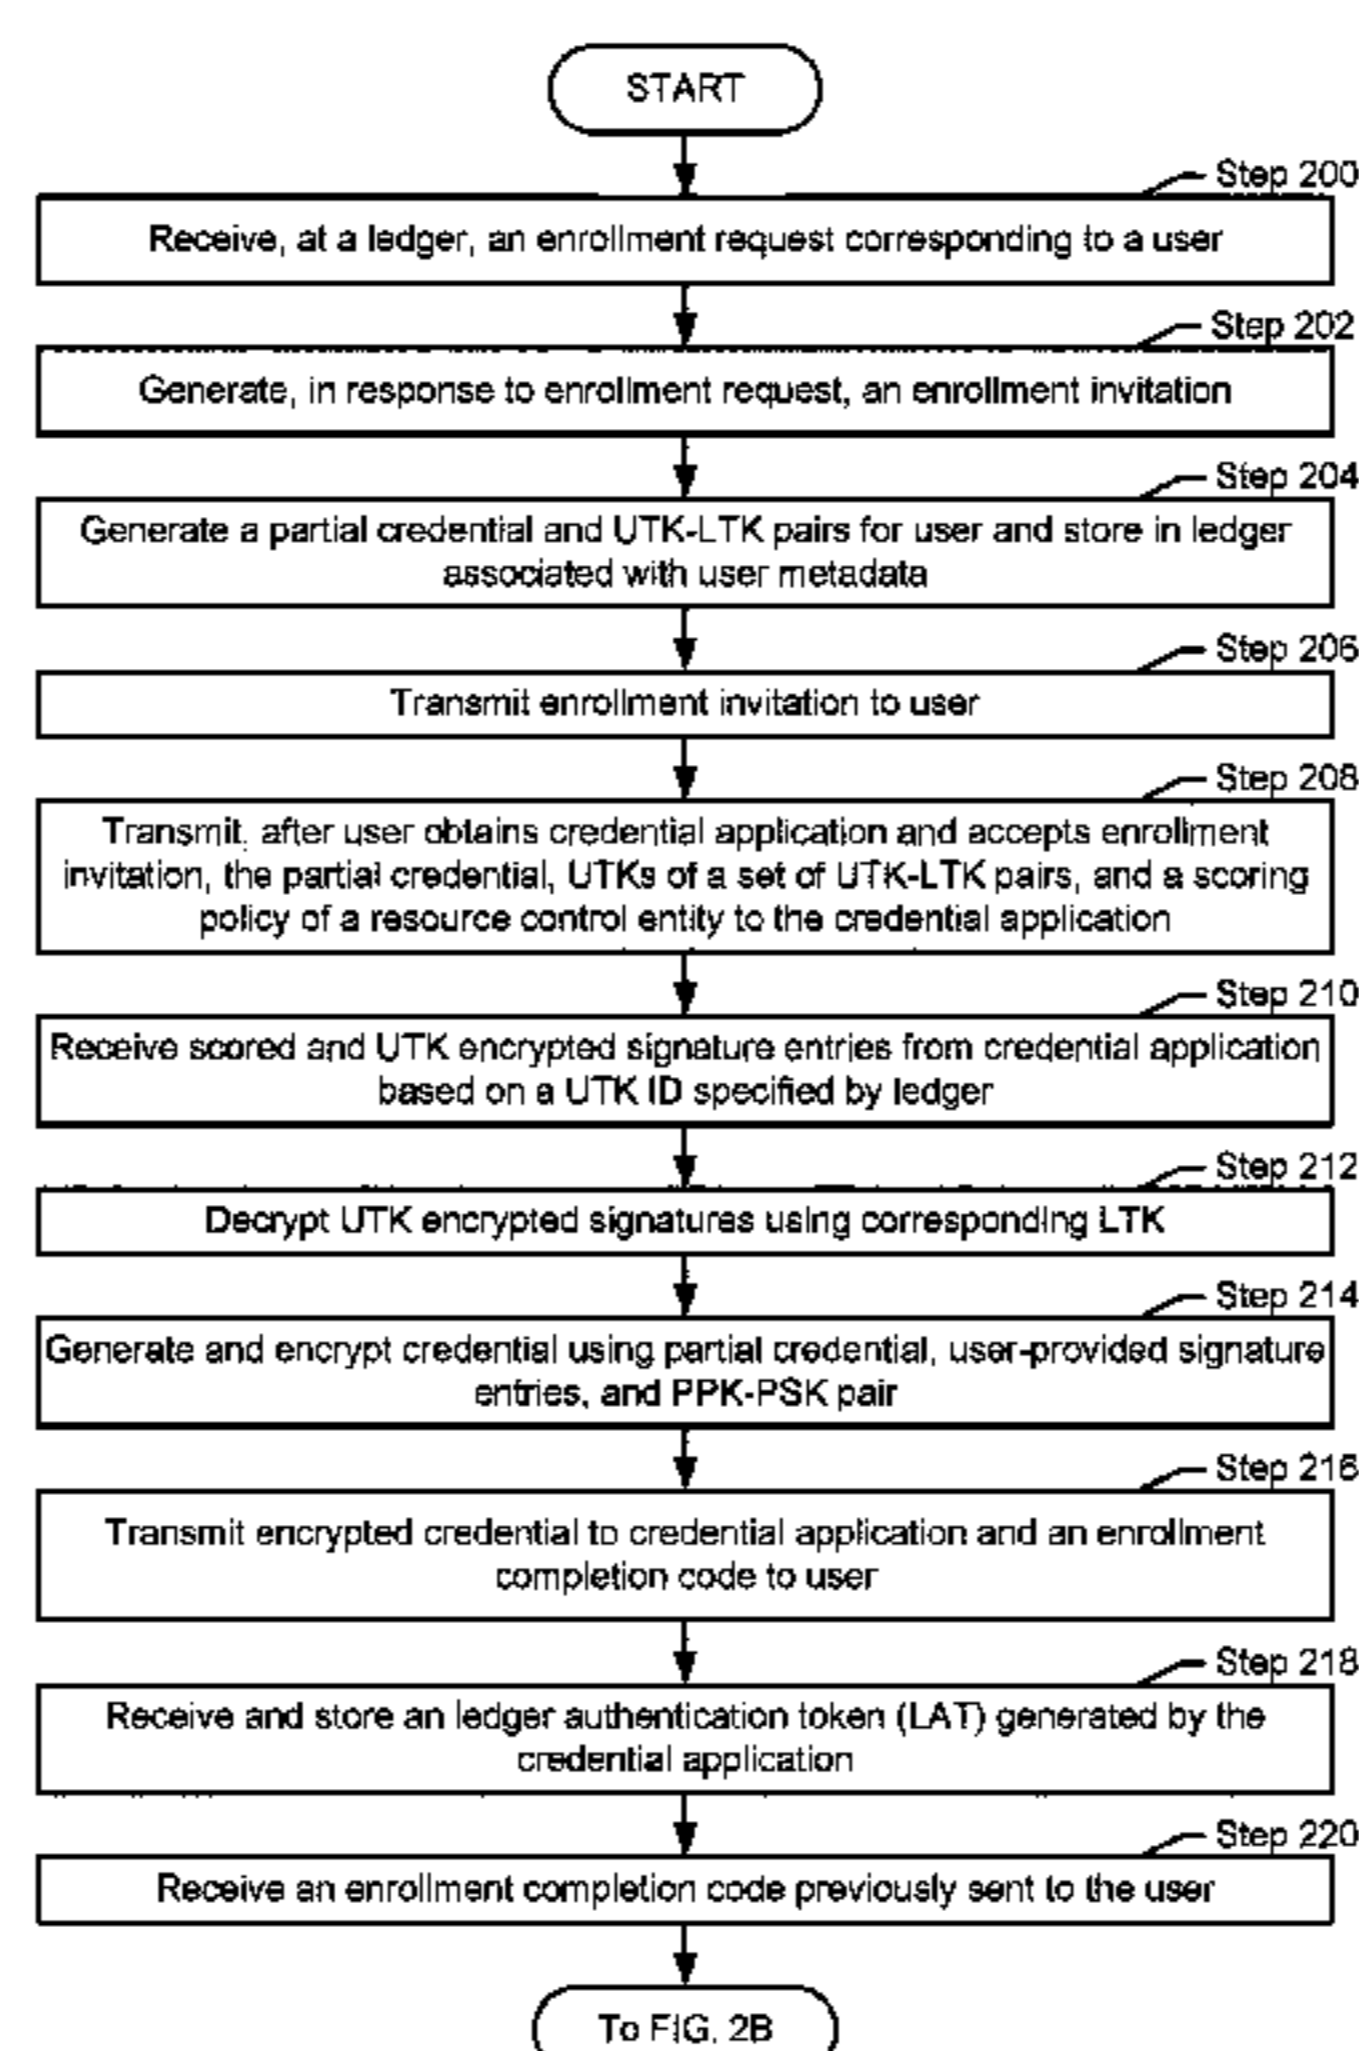 START
Step 200
Receive, at a ledger, an enrollment request corresponding to a user
Step 202
Generate, in response to enrollment request, an enrollment invitation
Step 204
Generate a partial credential and UTK-LTK pairs for user and store in ledger
associated with user metadata
Step 206
Transmit enrollment invitation to user
Step 208
Transmit, after user obtains credential application and accepts enrollment
invitation, the partial credential, UTKs of a set of UTK-LTK pairs, and a scoring
policy of a resource control entity to the credential application
Step 210
Receive scored and UTK encrypted signature entries from credential application
based on a UTK ID specified by ledger
Step 212
Decrypt UTK encrypted signatures using corresponding LTK
Step 214
Generate and encrypt credential using partial credential, user-provided signature
entries, and PPK-PSK pair
Step 216
Transmit encrypted credential to credential application and an enrollment
completion code to user
Step 218
Receive and store an ledger authentication token (LAT) generated by the
credential application
Step 220
Receive an enrollment completion code previously sent to the user
To FIG. 2B